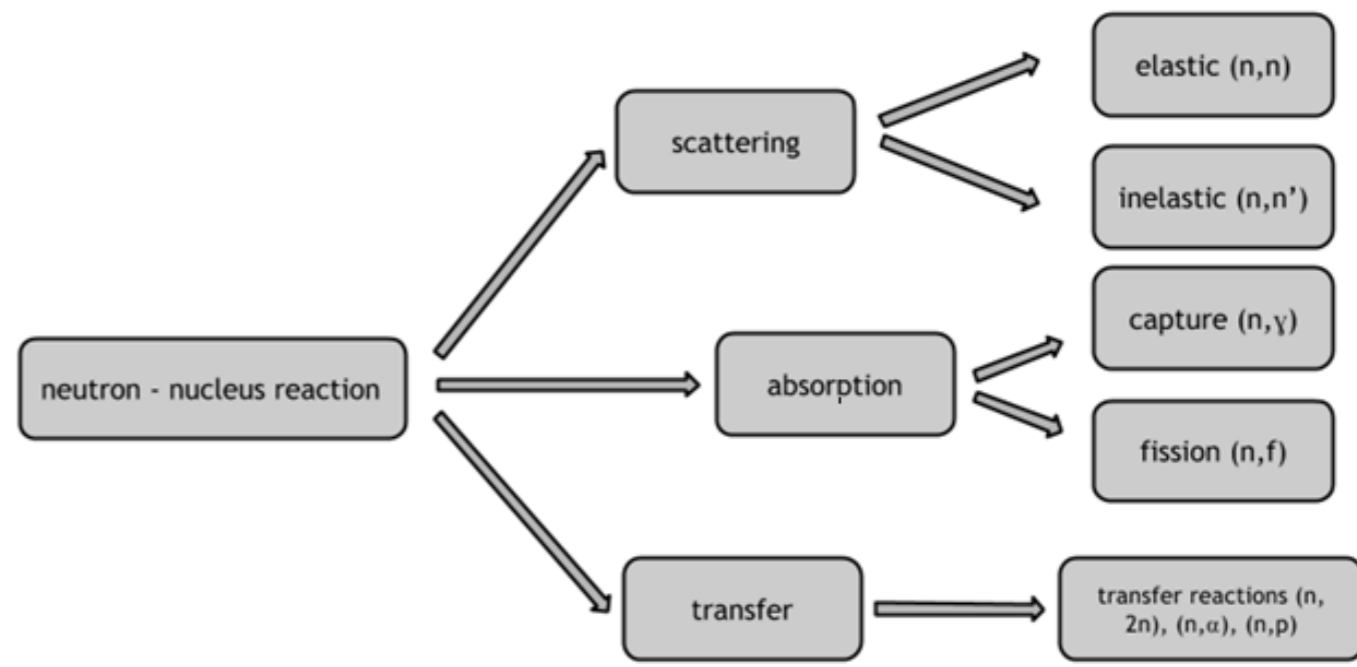 elastic (n,n)
scattering
inelastic (n,n’)
capture (n,γ)
neutron - nucleus reaction
absorption
fission (n,f)
transfer
transfer reactions (n,
2n), (n,α), (n,p)